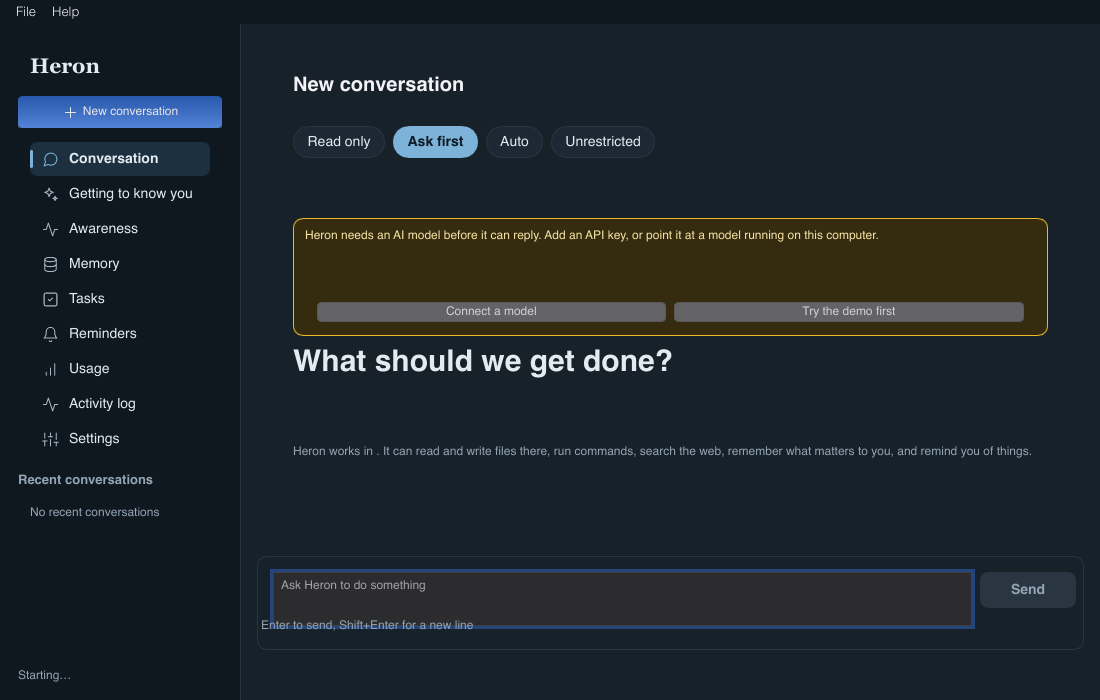 File Help
Heron
New conversation
Conversation
Getting to know you
Awareness
Memory
Tasks
Reminders
Usage
Activity log
Settings
Recent conversations
No recent conversations
Starting…
New conversation
Read only Ask first Auto Unrestricted
Heron needs an AI model before it can reply. Add an API key, or point it at a model running on this computer.
Connect a model Try the demo first
What should we get done?
Heron works in . It can read and write files there, run commands, search the web, remember what matters to you, and remind you of things.
Ask Heron to do something
Send
Enter to send, Shift+Enter for a new line